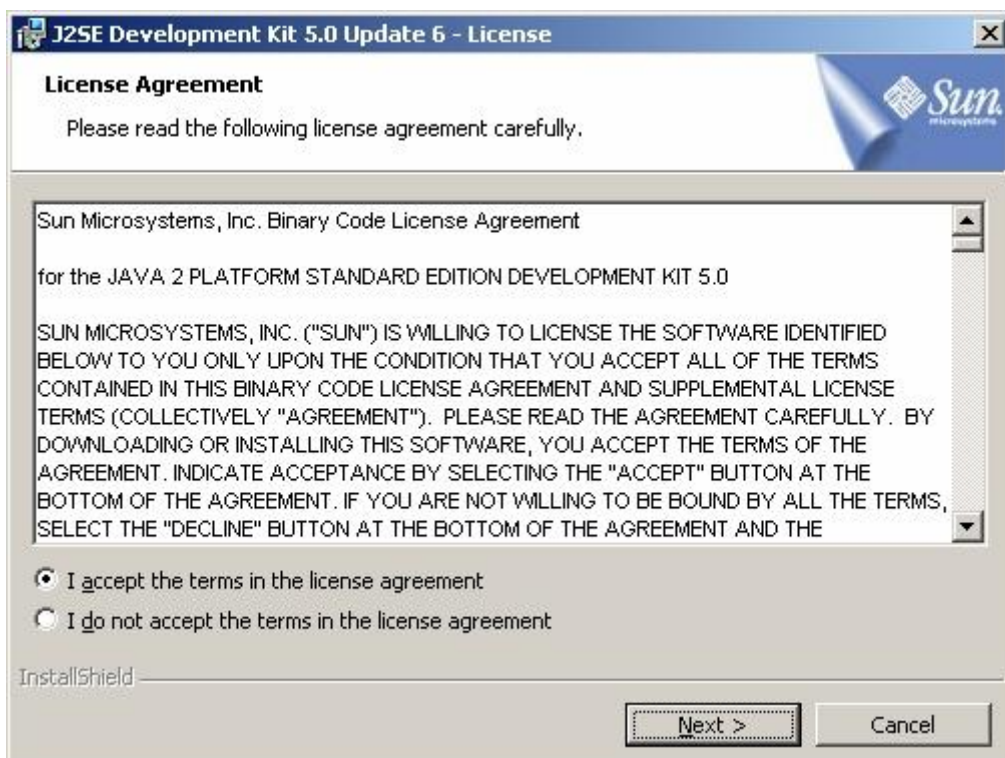 J2SE Development Kit 5.0 Update 6 - License
License Agreement
Please read the following license agreement carefully.
Sun
microsystems
Sun Microsystems, Inc. Binary Code License Agreement
for the JAVA 2 PLATFORM STANDARD EDITION DEVELOPMENT KIT 5.0
SUN MICROSYSTEMS, INC. ("SUN") IS WILLING TO LICENSE THE SOFTWARE IDENTIFIED
BELOW TO YOU ONLY UPON THE CONDITION THAT YOU ACCEPT ALL OF THE TERMS
CONTAINED IN THIS BINARY CODE LICENSE AGREEMENT AND SUPPLEMENTAL LICENSE
TERMS (COLLECTIVELY "AGREEMENT"). PLEASE READ THE AGREEMENT CAREFULLY. BY
DOWNLOADING OR INSTALLING THIS SOFTWARE, YOU ACCEPT THE TERMS OF THE
AGREEMENT. INDICATE ACCEPTANCE BY SELECTING THE "ACCEPT" BUTTON AT THE
BOTTOM OF THE AGREEMENT. IF YOU ARE NOT WILLING TO BE BOUND BY ALL THE TERMS,
SELECT THE "DECLINE" BUTTON AT THE BOTTOM OF THE AGREEMENT AND THE
I accept the terms in the license agreement
I do not accept the terms in the license agreement
InstallShield
Next >
Cancel